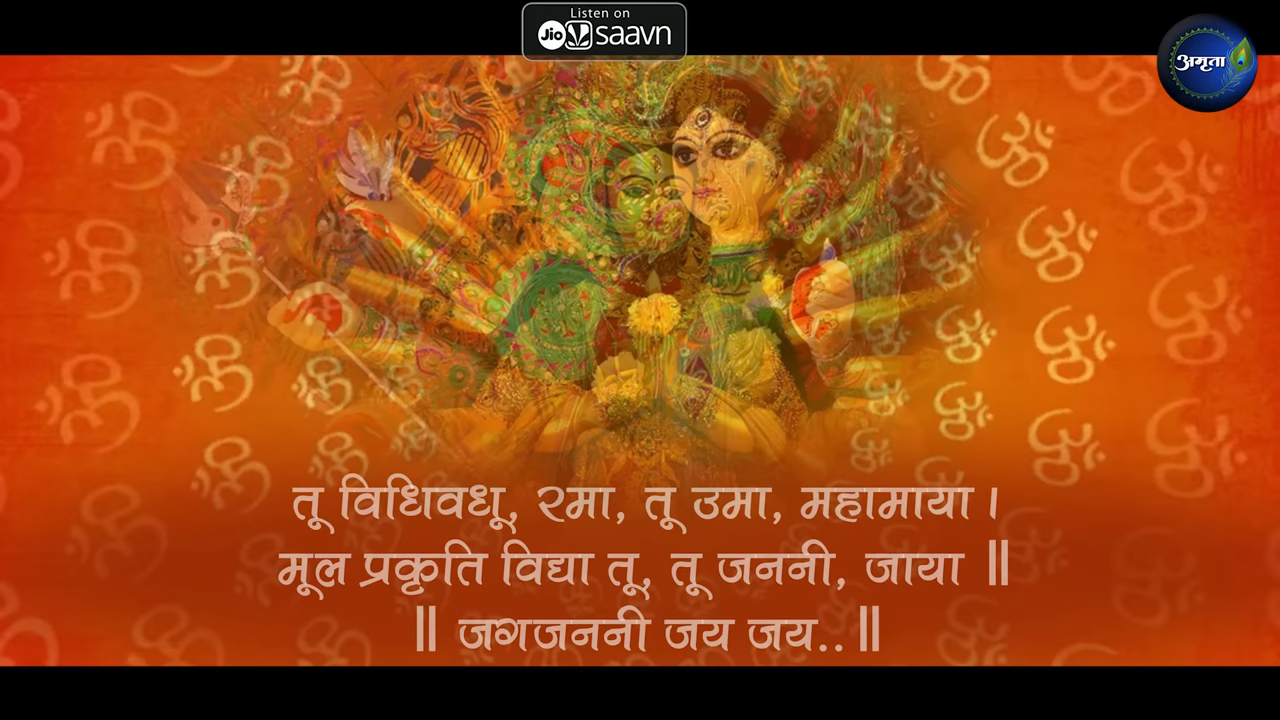 Listen on
Jio saavn
अमृता
तू विधिवधू, रमा, तू उमा, महामाया ।
मूल प्रकृति विद्या तू, तू जननी, जाया ॥
॥ जगजननी जय जय.. ॥